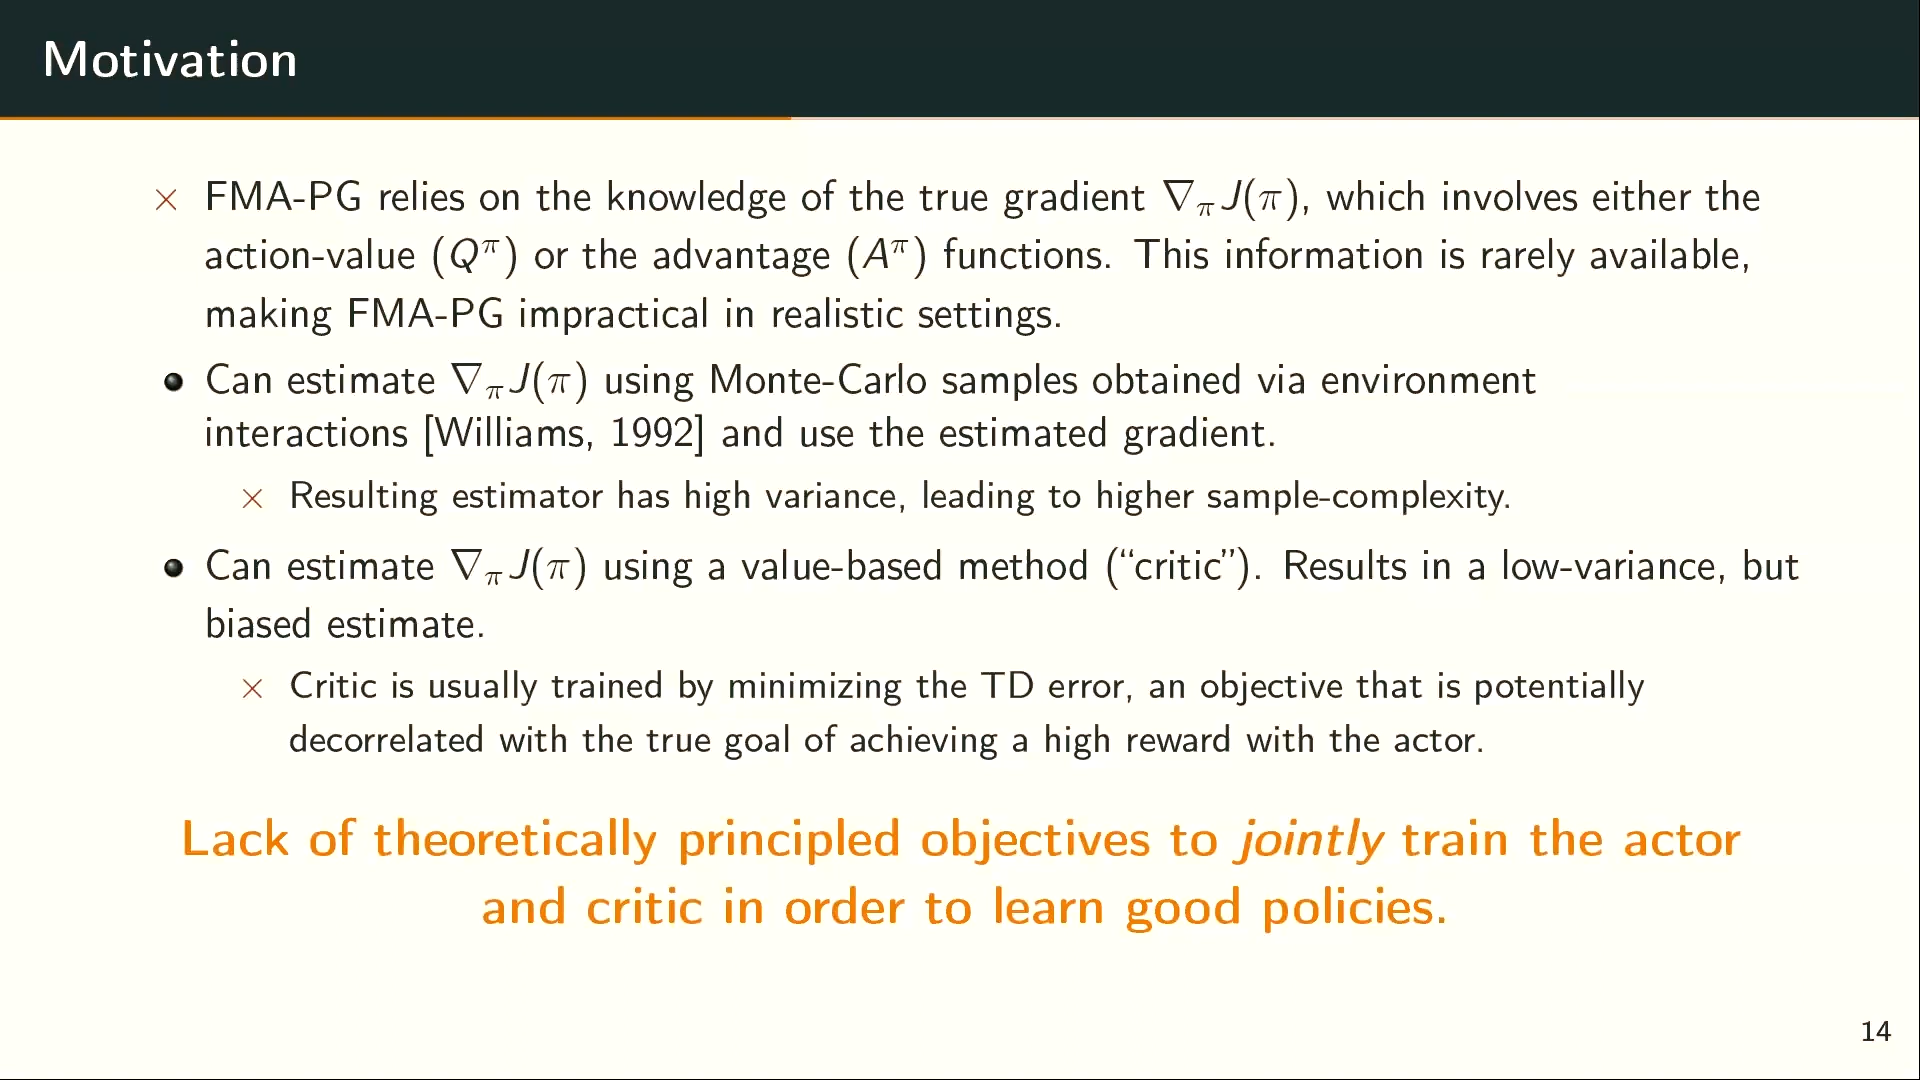 Motivation
× FMA-PG relies on the knowledge of the true gradient ∇πJ(π), which involves either the
action-value (Q^π) or the advantage (A^π) functions. This information is rarely available,
making FMA-PG impractical in realistic settings.
• Can estimate ∇πJ(π) using Monte-Carlo samples obtained via environment
interactions [Williams, 1992] and use the estimated gradient.
× Resulting estimator has high variance, leading to higher sample-complexity.
• Can estimate ∇πJ(π) using a value-based method (“critic”). Results in a low-variance, but
biased estimate.
× Critic is usually trained by minimizing the TD error, an objective that is potentially
decorrelated with the true goal of achieving a high reward with the actor.
Lack of theoretically principled objectives to jointly train the actor
and critic in order to learn good policies.
14